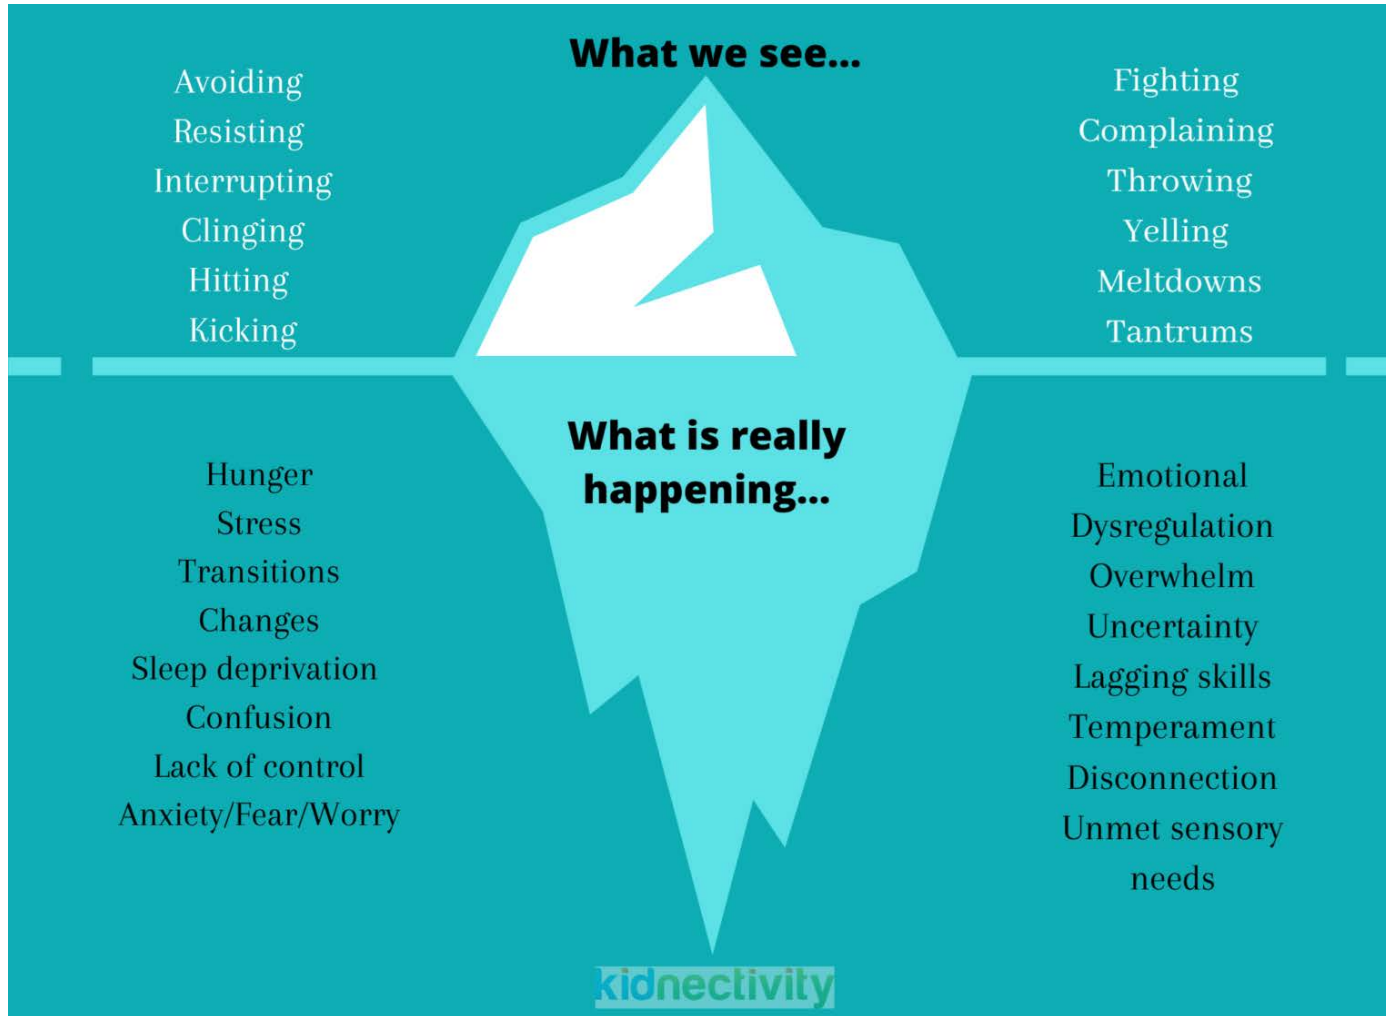 What we see...
Avoiding
Resisting
Interrupting
Clinging
Hitting
Kicking
Fighting
Complaining
Throwing
Yelling
Meltdowns
Tantrums
What is really
happening...
Hunger
Stress
Transitions
Changes
Sleep deprivation
Confusion
Lack of control
Anxiety/Fear/Worry
Emotional
Dysregulation
Overwhelm
Uncertainty
Lagging skills
Temperament
Disconnection
Unmet sensory
needs
kidnectivity